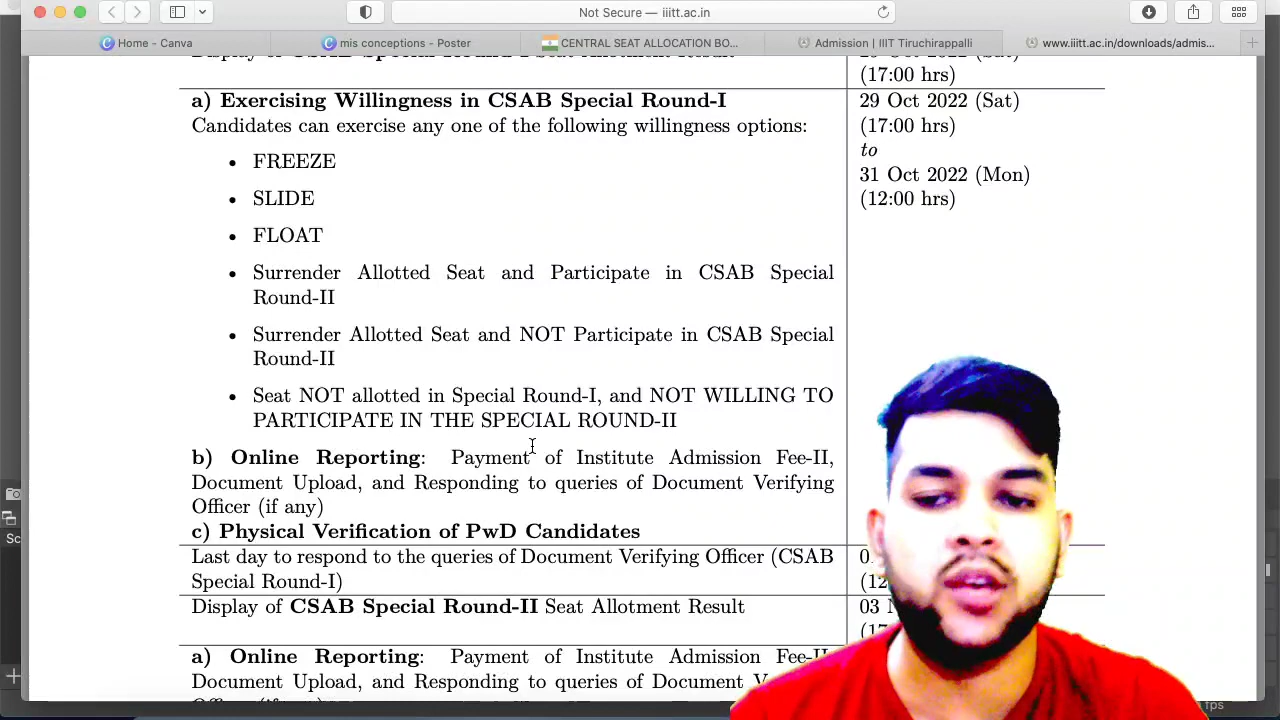 Not Secure — iiitt.ac.in
Home - Canva
mis conceptions - Poster
CENTRAL SEAT ALLOCATION BO...
Admission | IIIT Tiruchirappalli
www.iiitt.ac.in/downloads/admis...
(17:00 hrs)
a) Exercising Willingness in CSAB Special Round-I
29 Oct 2022 (Sat)
Candidates can exercise any one of the following willingness options:
(17:00 hrs)
to
• FREEZE
31 Oct 2022 (Mon)
• SLIDE
(12:00 hrs)
• FLOAT
• Surrender Allotted Seat and Participate in CSAB Special
Round-II
• Surrender Allotted Seat and NOT Participate in CSAB Special
Round-II
• Seat NOT allotted in Special Round-I, and NOT WILLING TO
PARTICIPATE IN THE SPECIAL ROUND-II
b) Online Reporting: Payment of Institute Admission Fee-II,
Document Upload, and Responding to queries of Document Verifying
Officer (if any)
c) Physical Verification of PwD Candidates
Last day to respond to the queries of Document Verifying Officer (CSAB
Special Round-I)
(12
Display of CSAB Special Round-II Seat Allotment Result
03
a) Online Reporting: Payment of Institute Admission Fee-II
Document Upload, and Responding to queries of Document
Sc
fps